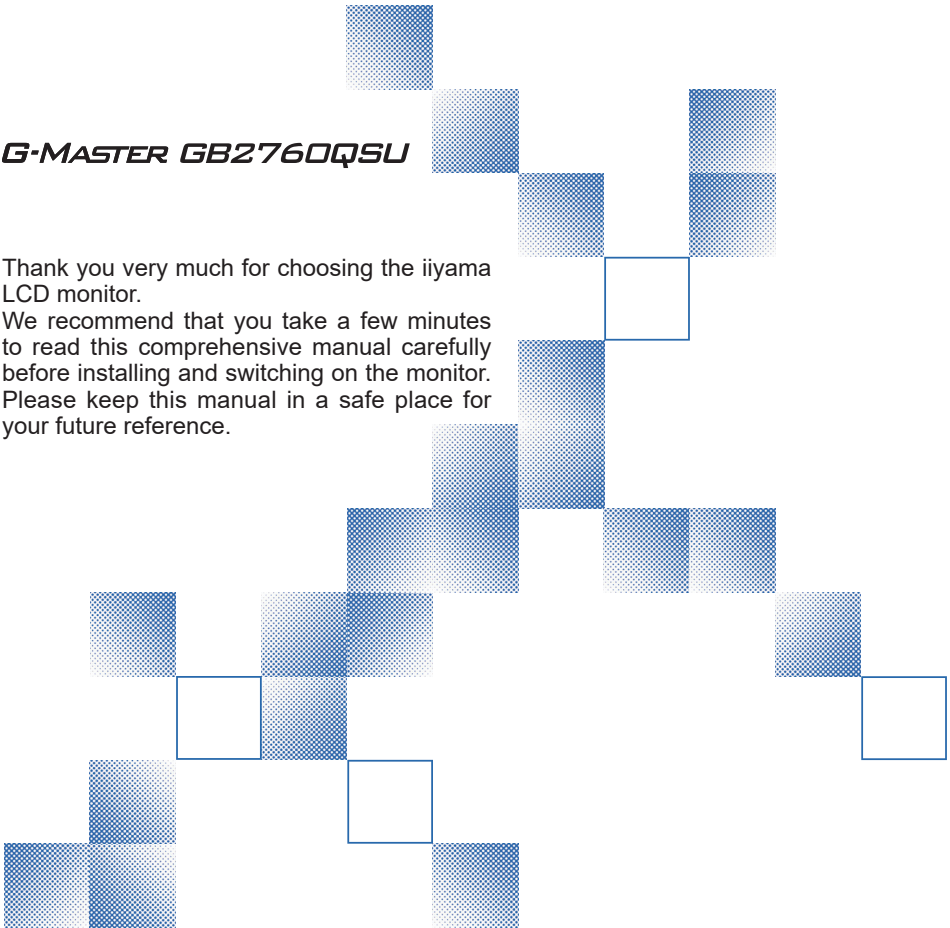 G-MASTER GB2760QSU
Thank you very much for choosing the iiyama
LCD monitor.
We recommend that you take a few minutes
to read this comprehensive manual carefully
before installing and switching on the monitor.
Please keep this manual in a safe place for
your future reference.